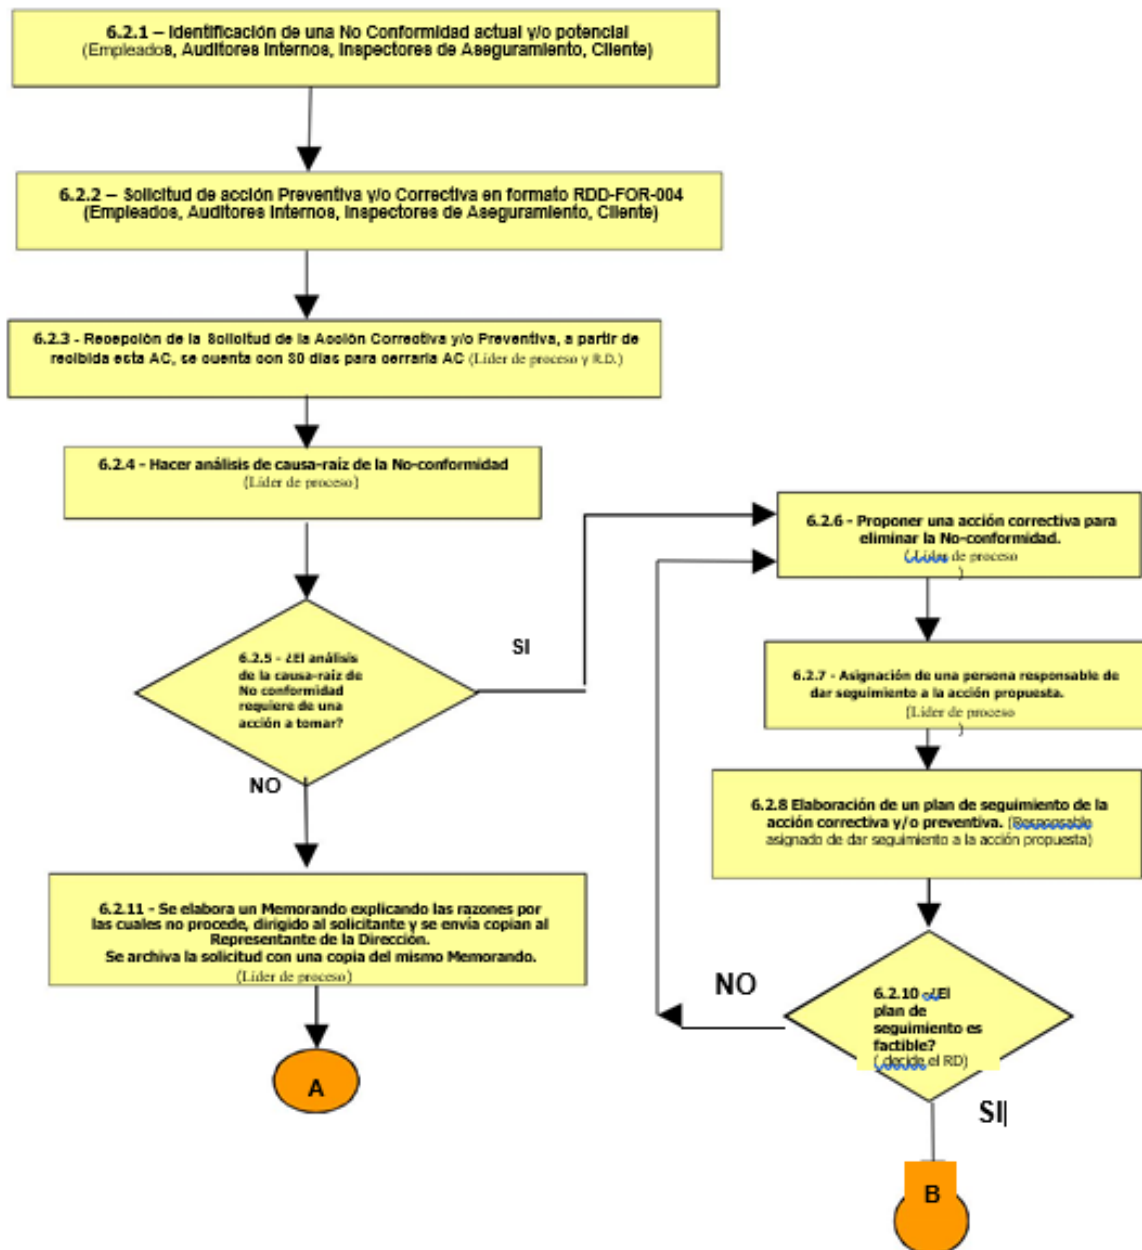 6.2.1 – Identificación de una No Conformidad actual y/o potencial
(Empleados, Auditores Internos, Inspectores de Aseguramiento, Cliente)
6.2.2 – Solicitud de acción Preventiva y/o Correctiva en formato RDD-FOR-004
(Empleados, Auditores Internos, Inspectores de Aseguramiento, Cliente)
6.2.3 - Recepción de la Solicitud de la Acción Correctiva y/o Preventiva, a partir de
recibida esta AC, se cuenta con 30 días para cerrarla AC (Líder de proceso y R.D.)
6.2.4 - Hacer análisis de causa-raíz de la No-conformidad
(Líder de proceso)
6.2.5 - ¿El análisis
de la causa-raíz de
No conformidad
requiere de una
acción a tomar?
SI
NO
6.2.11 - Se elabora un Memorando explicando las razones por
las cuales no procede, dirigido al solicitante y se envía copian al
Representante de la Dirección.
Se archiva la solicitud con una copia del mismo Memorando.
(Líder de proceso)
A
6.2.6 - Proponer una acción correctiva para
eliminar la No-conformidad.
( Líder de proceso
)
6.2.7 - Asignación de una persona responsable de
dar seguimiento a la acción propuesta.
(Líder de proceso
)
6.2.8 Elaboración de un plan de seguimiento de la
acción correctiva y/o preventiva. (Responsable
asignado de dar seguimiento a la acción propuesta)
6.2.10 -¿El
plan de
seguimiento es
factible?
( decide el RD)
NO
SI
B